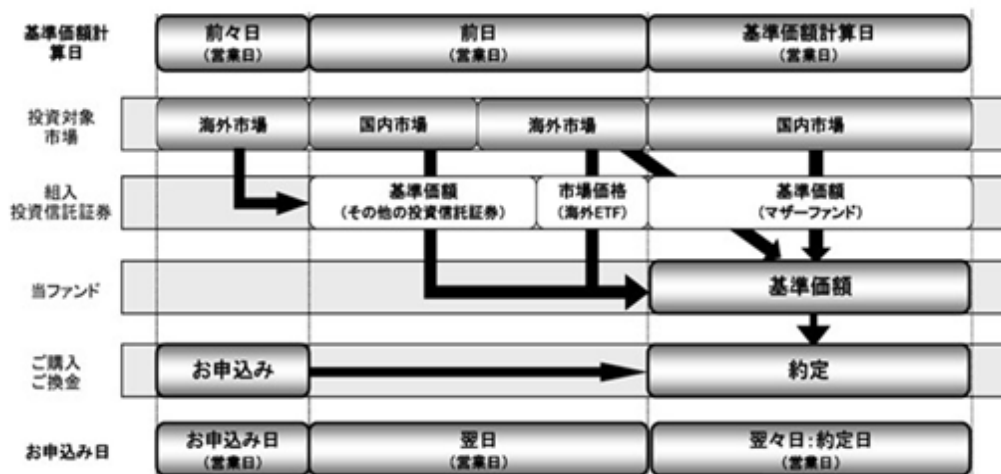 基準価額計
算日
前々日
(営業日)
前日
(営業日)
基準価額計算日
(営業日)
投資対象
市場
海外市場
国内市場
海外市場
国内市場
組入
投資信託証券
基準価額
(その他の投資信託証券)
市場価格
(海外ETF)
基準価額
(マザーファンド)
当ファンド
基準価額
ご購入
ご換金
お申込み
約定
お申込み日
お申込み日
(営業日)
翌日
(営業日)
翌々日:約定日
(営業日)